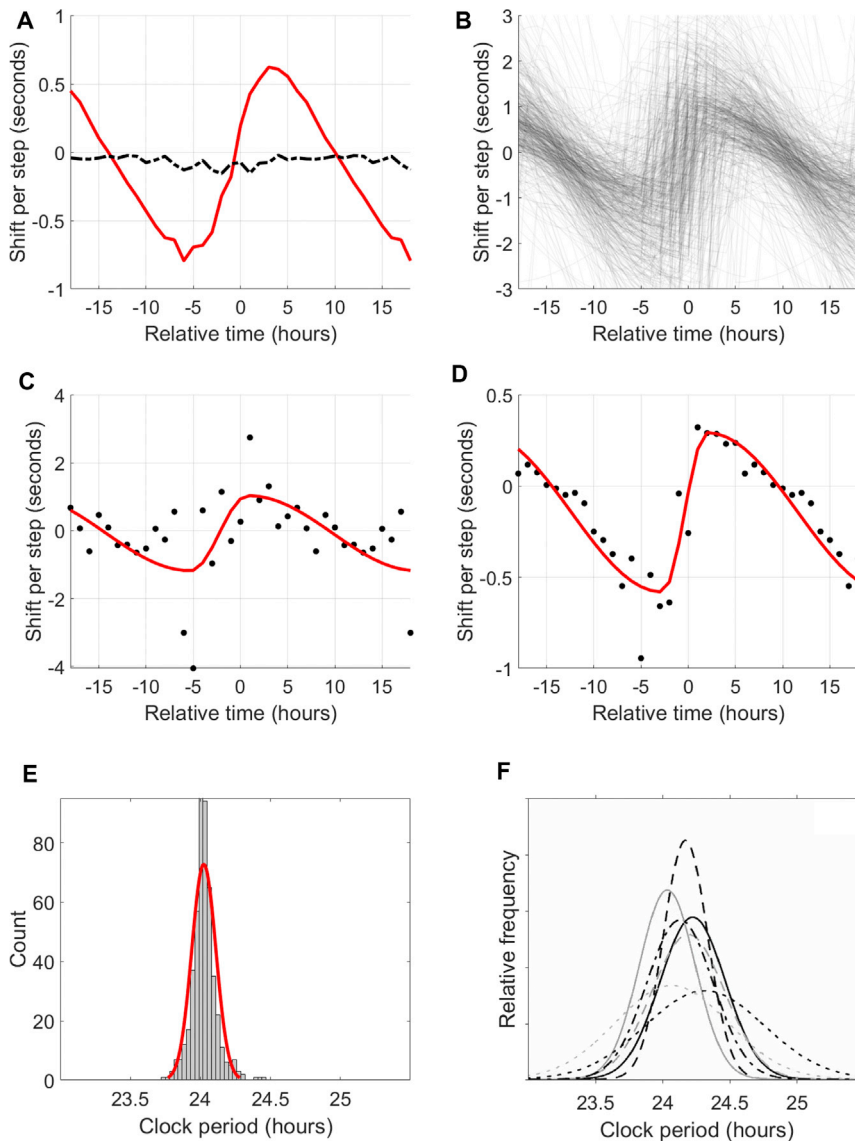 A
1
0.5
0
-0.5
-1
Shift per step (seconds)
-15 -10 -5 0 5 10 15
Relative time (hours)
B
3
2
1
0
-1
-2
-3
Shift per step (seconds)
-15 -10 -5 0 5 10 15
Relative time (hours)
C
4
2
0
-2
-4
Shift per step (seconds)
-15 -10 -5 0 5 10 15
Relative time (hours)
D
0.5
0
-0.5
-1
Shift per step (seconds)
-15 -10 -5 0 5 10 15
Relative time (hours)
E
80
60
40
20
0
Count
23.5 24 24.5 25
Clock period (hours)
F
Relative frequency
23.5 24 24.5 25
Clock period (hours)